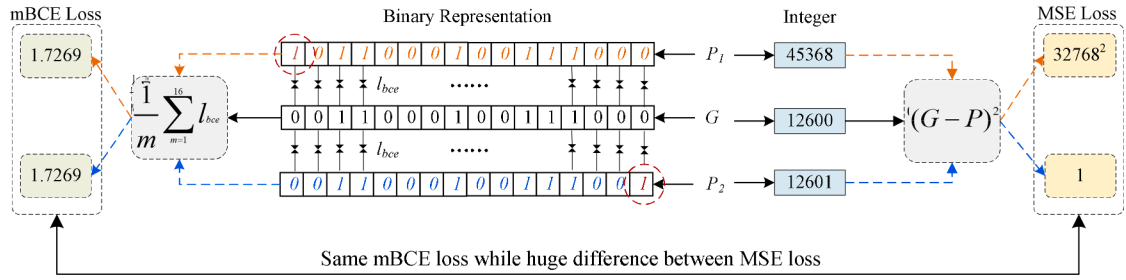 mBCE Loss
Binary Representation
Integer
MSE Loss
1.7269
1 0 1 1 0 0 0 1 0 0 1 1 1 0 0 0
P1
45368
32768²
l_bce ......
1/m ∑ l_bce
16
m=1
0 0 1 1 0 0 0 1 0 0 1 1 1 0 0 0
G
12600
'(G − P)²
l_bce ......
1.7269
0 0 1 1 0 0 0 1 0 0 1 1 1 0 0 1
P2
12601
1
Same mBCE loss while huge difference between MSE loss